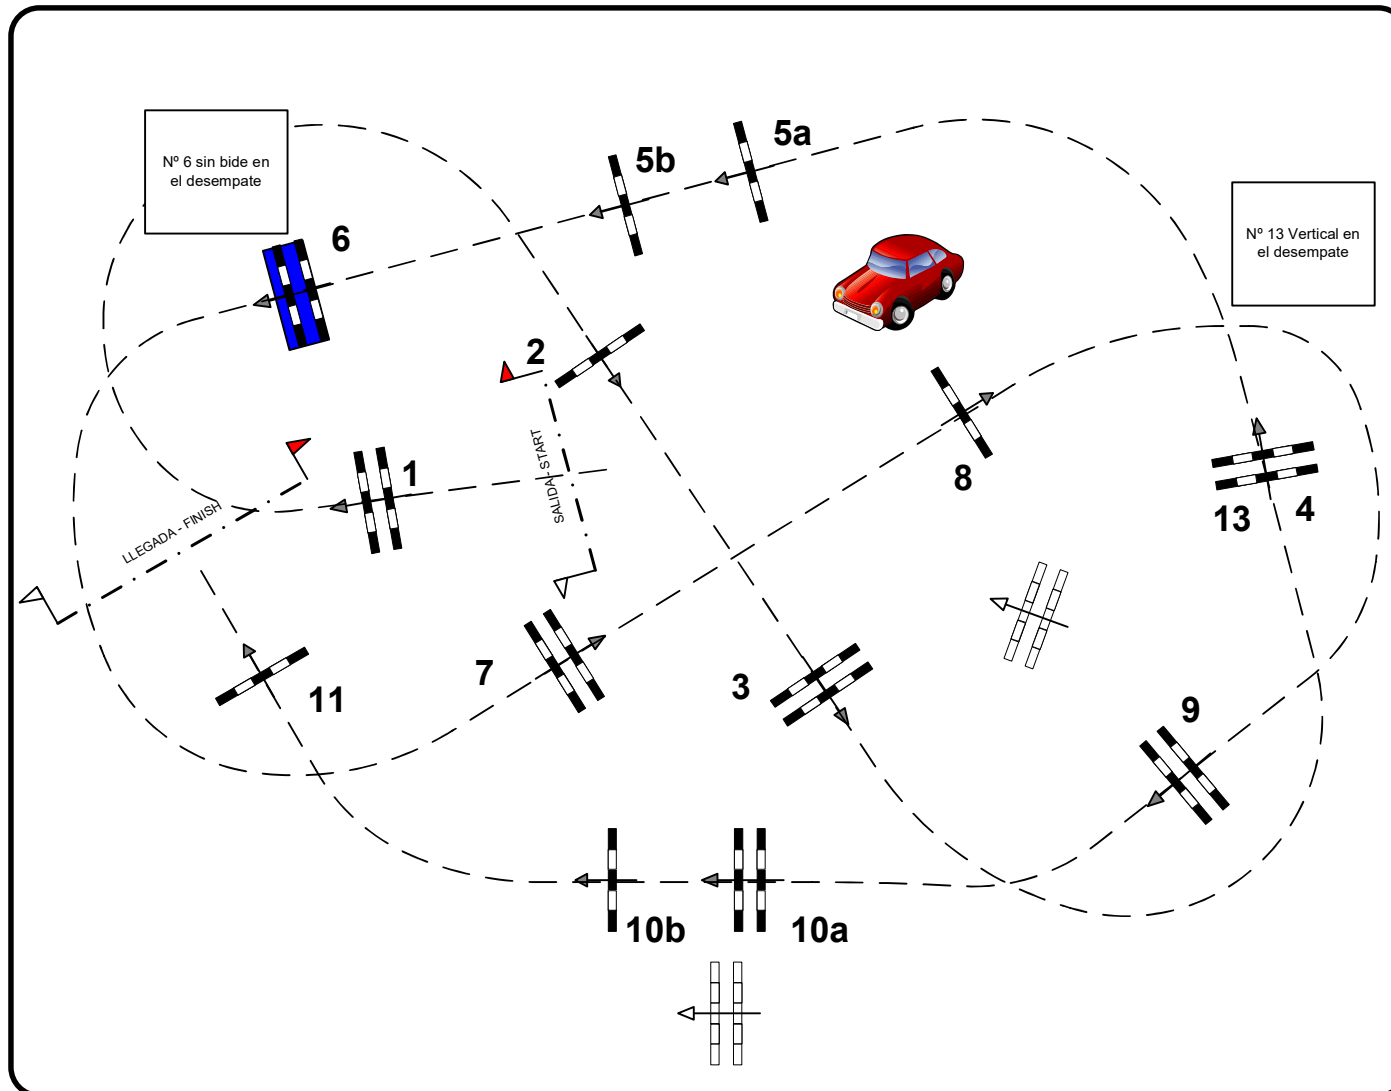 5a
5b
Nº 6 sin bide en
el desempate
6
Nº 13 Vertical en
el desempate
2
SALIDA - START
1
8
LLEGADA - FINISH
13
4
7
3
11
9
10b
10a